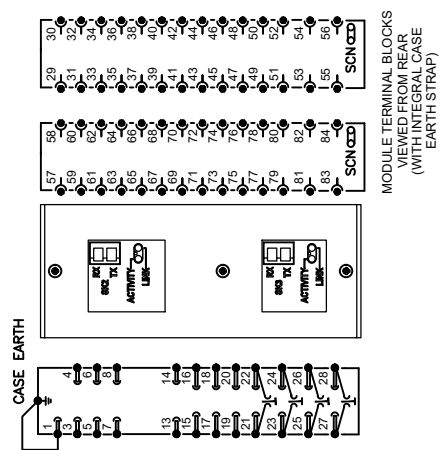 30 32 34 36 38 40 42 44 46 48 50 52 54 56
29 31 33 35 37 39 41 43 45 47 49 51 53 55
SCN
58 60 62 64 66 68 70 72 74 76 78 80 82 84
57 59 61 63 65 67 69 71 73 75 77 79 81 83
SCN
MODULE TERMINAL BLOCKS
VIEWED FROM REAR
(WITH INTEGRAL CASE
EARTH STRAP)
RX
TX
SK2
ACTIVITY
LINK
RX
TX
SK3
ACTIVITY
LINK
CASE EARTH
4 6 8 14 16 18 20 22 24 26 28
1 3 5 7 13 15 17 19 21 23 25 27